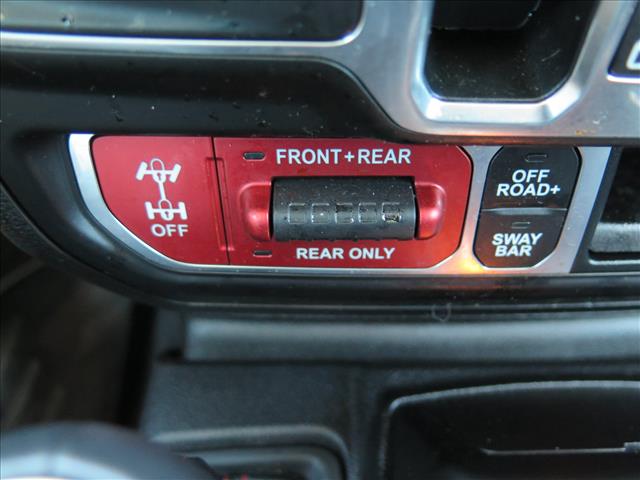 FRONT+REAR
OFF
REAR ONLY
OFF
ROAD+
SWAY
BAR